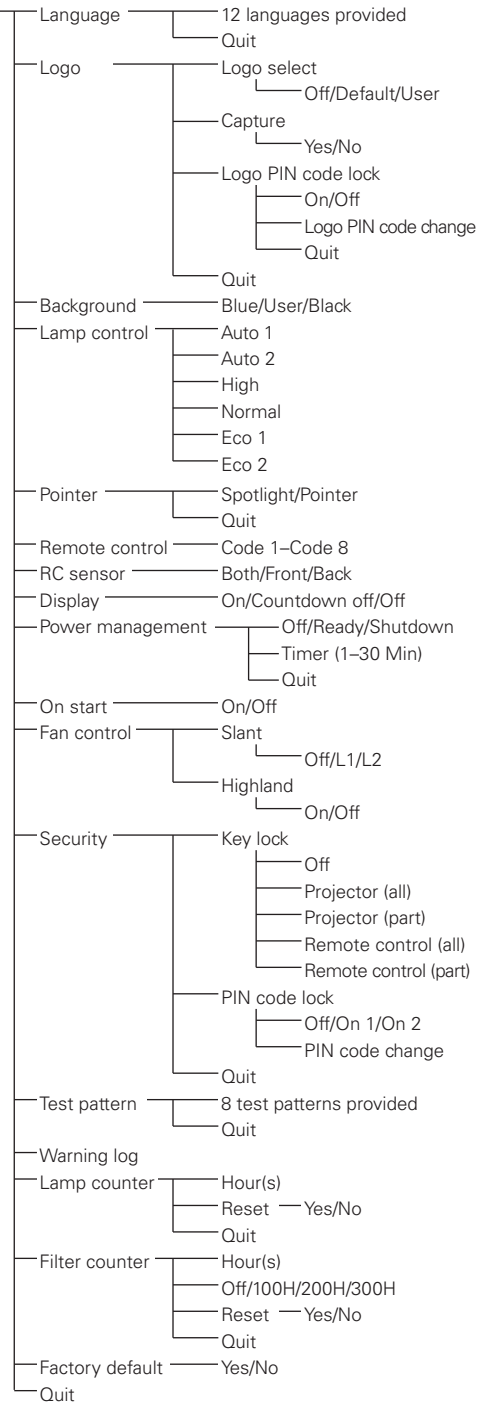 Language 12 languages provided
Quit
Logo Logo select
Off/Default/User
Capture
Yes/No
Logo PIN code lock
On/Off
Logo PIN code change
Quit
Quit
Background Blue/User/Black
Lamp control Auto 1
Auto 2
High
Normal
Eco 1
Eco 2
Pointer Spotlight/Pointer
Quit
Remote control Code 1–Code 8
RC sensor Both/Front/Back
Display On/Countdown off/Off
Power management Off/Ready/Shutdown
Timer (1–30 Min)
Quit
On start On/Off
Fan control Slant
Off/L1/L2
Highland
On/Off
Security Key lock
Off
Projector (all)
Projector (part)
Remote control (all)
Remote control (part)
PIN code lock
Off/On 1/On 2
PIN code change
Quit
Test pattern 8 test patterns provided
Quit
Warning log
Lamp counter Hour(s)
Reset Yes/No
Quit
Filter counter Hour(s)
Off/100H/200H/300H
Reset Yes/No
Quit
Factory default Yes/No
Quit